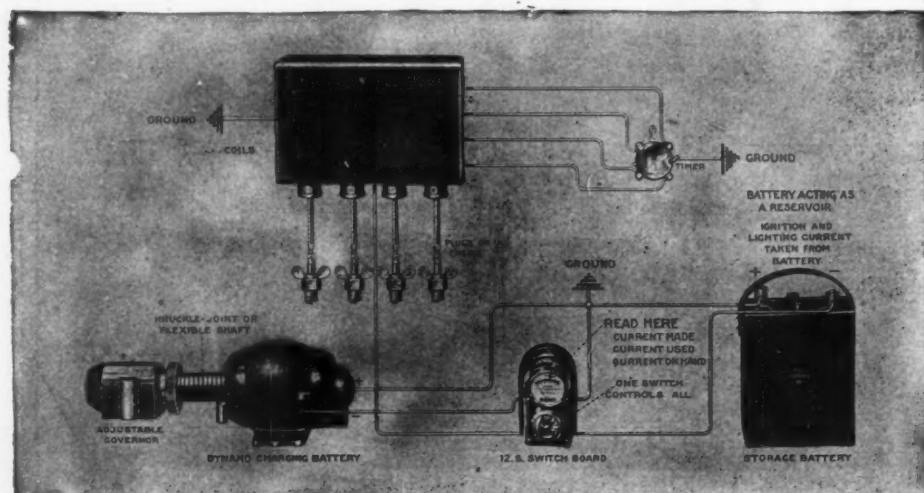 GROUND
COILS
TIMER
GROUND
BATTERY ACTING AS
A RESERVOIR
IGNITION AND
LIGHTING CURRENT
TAKEN FROM
BATTERY
+ −
GROUND
KNUCKLE-JOINT OR
FLEXIBLE SHAFT
READ HERE
CURRENT MADE
CURRENT USED
CURRENT ON HAND
ONE SWITCH
CONTROLS ALL
+
−
ADJUSTABLE
GOVERNOR
DYNAMO CHARGING BATTERY
SWITCH BOARD
STORAGE BATTERY